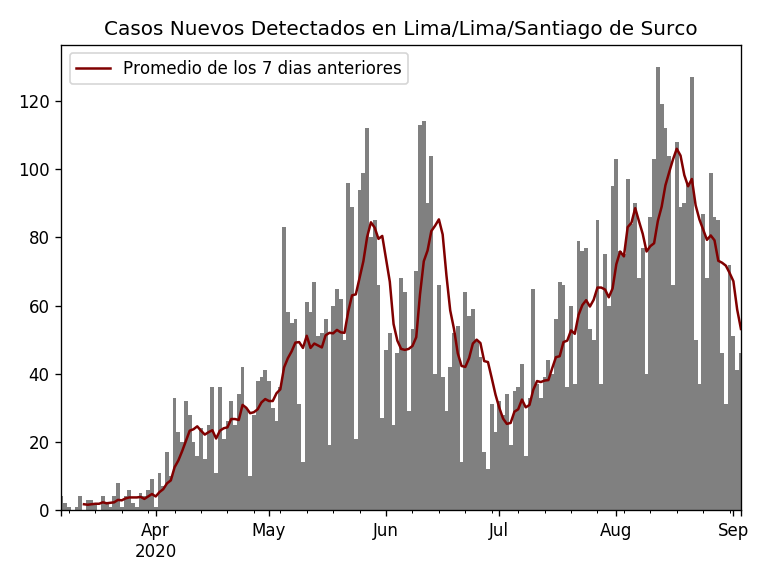 Casos Nuevos Detectados en Lima/Lima/Santiago de Surco
Promedio de los 7 dias anteriores
120
100
80
60
40
20
0
Apr May Jun Jul Aug Sep
2020